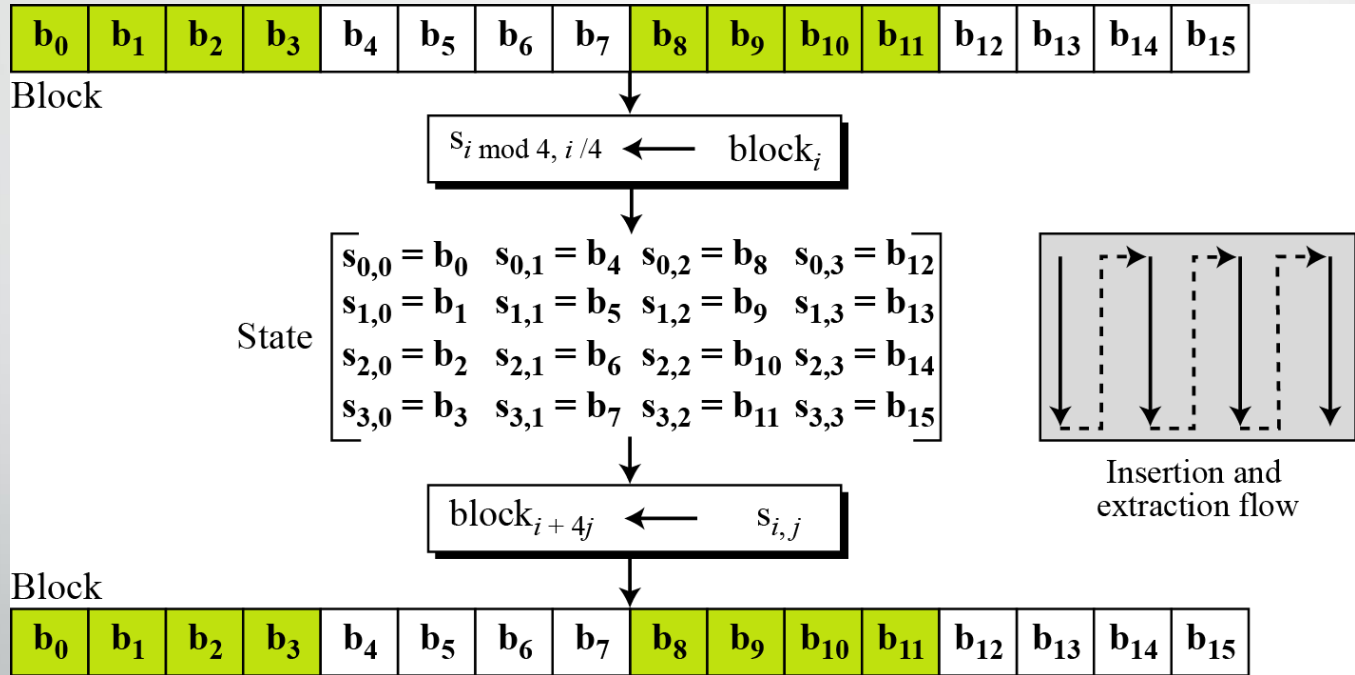 b₀ b₁ b₂ b₃ b₄ b₅ b₆ b₇ b₈ b₉ b₁₀ b₁₁ b₁₂ b₁₃ b₁₄ b₁₅
Block
s_{i mod 4, i/4} ← block_i
s₀,₀ = b₀ s₀,₁ = b₄ s₀,₂ = b₈ s₀,₃ = b₁₂
s₁,₀ = b₁ s₁,₁ = b₅ s₁,₂ = b₉ s₁,₃ = b₁₃
State
s₂,₀ = b₂ s₂,₁ = b₆ s₂,₂ = b₁₀ s₂,₃ = b₁₄
s₃,₀ = b₃ s₃,₁ = b₇ s₃,₂ = b₁₁ s₃,₃ = b₁₅
Insertion and
extraction flow
block_{i + 4j} ← s_{i, j}
Block
b₀ b₁ b₂ b₃ b₄ b₅ b₆ b₇ b₈ b₉ b₁₀ b₁₁ b₁₂ b₁₃ b₁₄ b₁₅